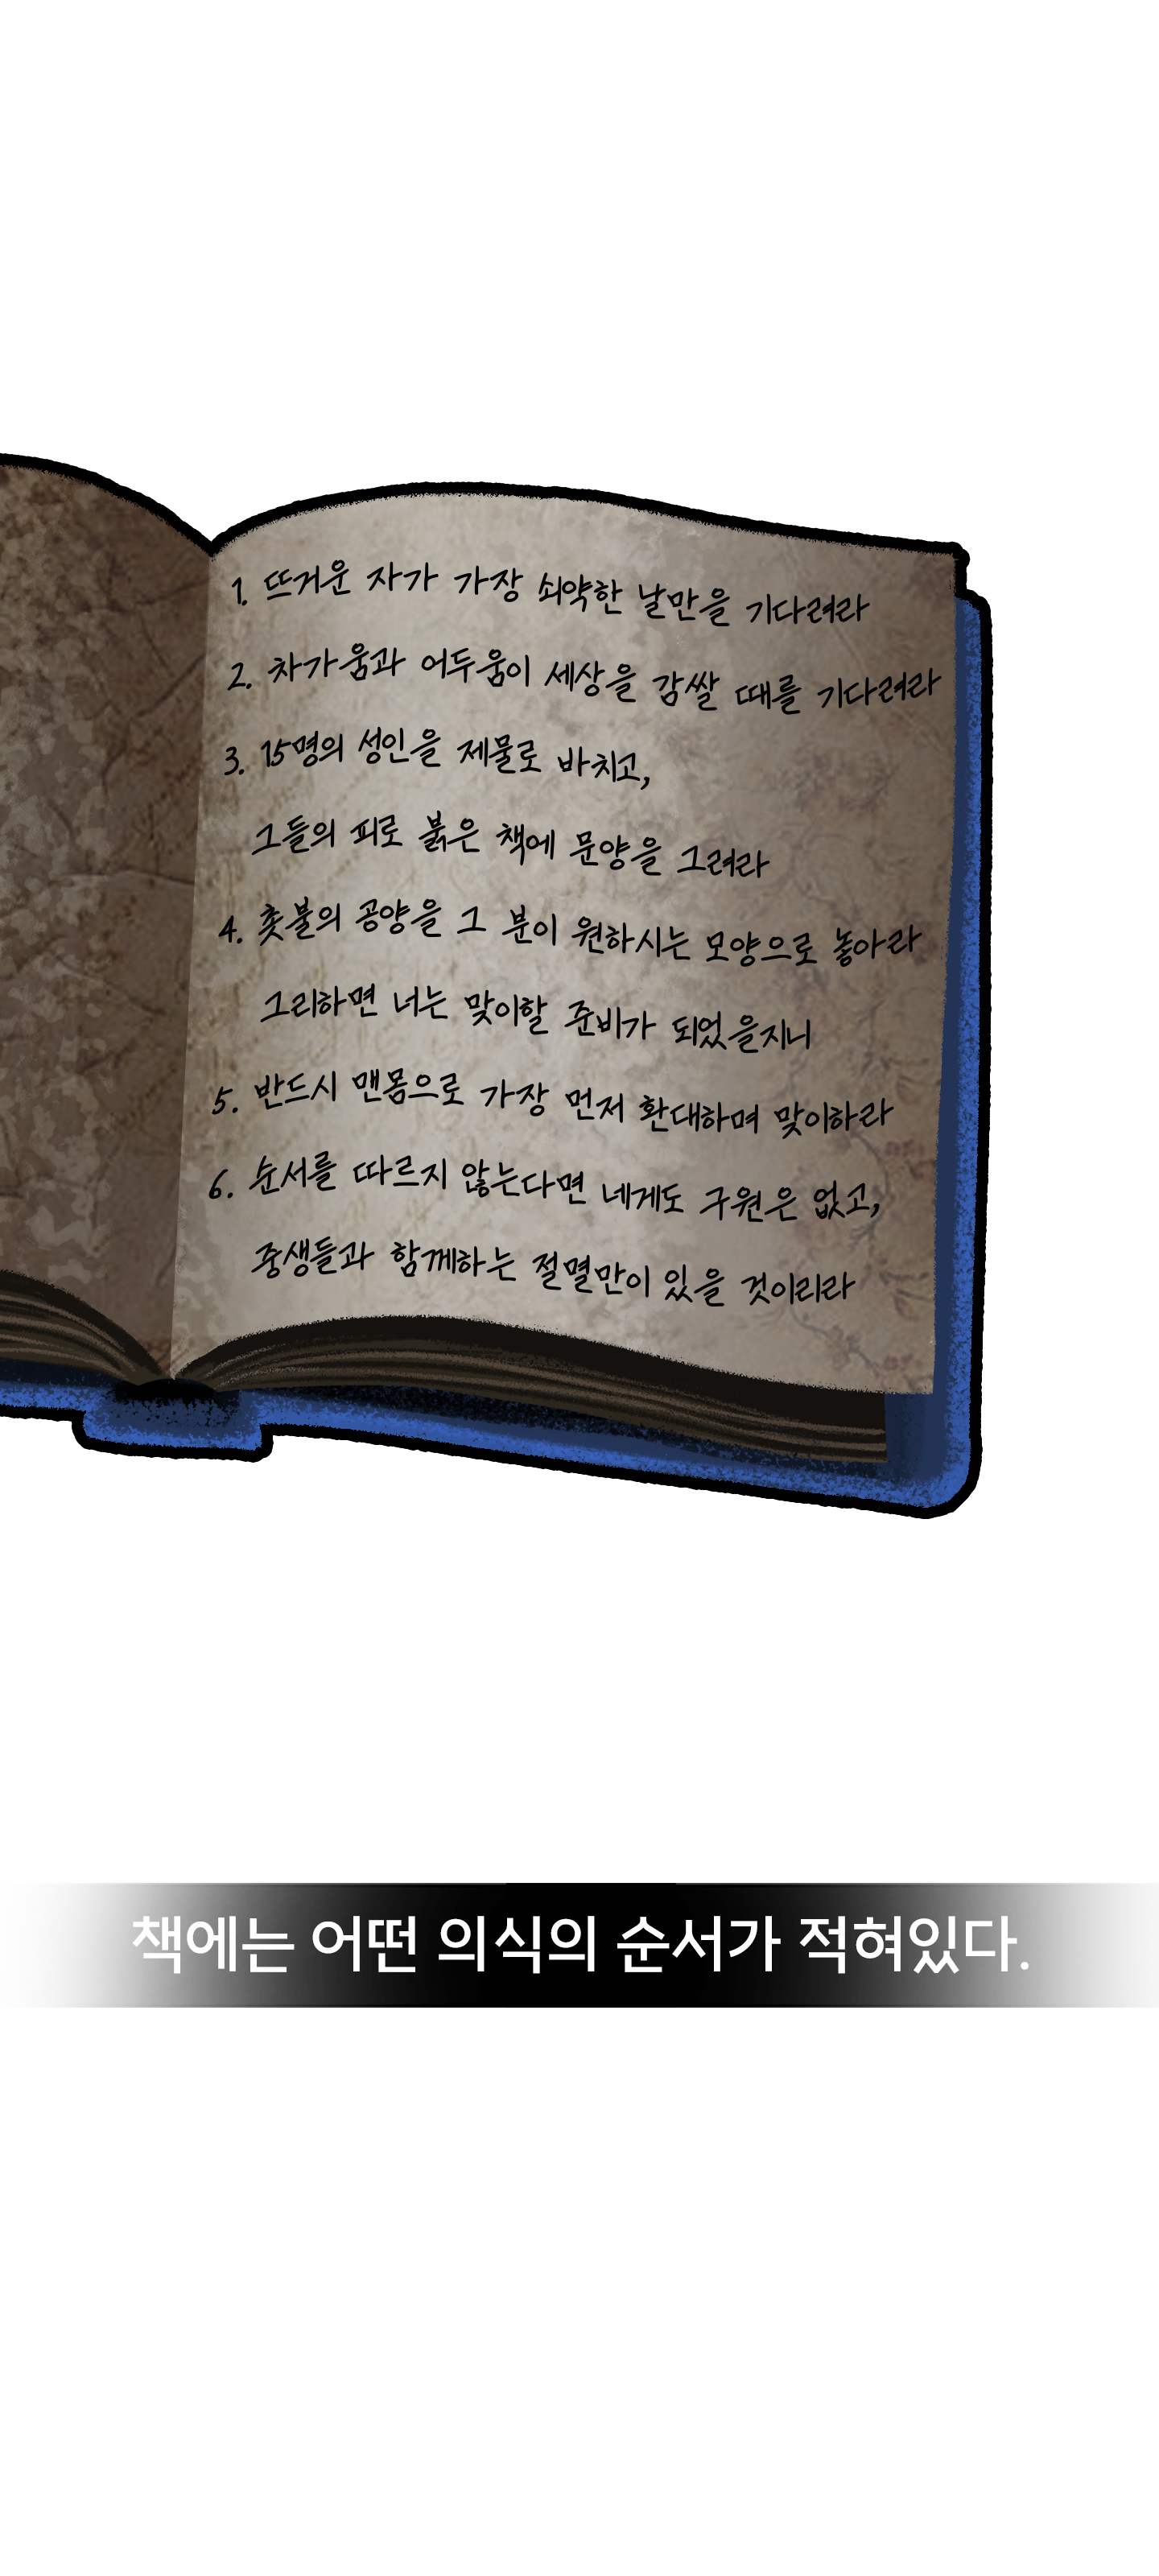 1. 뜨거운 자가 가장 쇠약한 날만을 기다려라
2. 차가움과 어두움이 세상을 감쌀 때를 기다려라
3. 15명의 성인을 제물로 바치고,
그들의 피로 붉은 책에 문양을 그려라
4. 촛불의 공양을 그 분이 원하시는 모양으로 놓아라
그리하면 너는 맞이할 준비가 되었을지니
5. 반드시 맨몸으로 가장 먼저 환대하며 맞이하라
6. 순서를 따르지 않는다면 네게도 구원은 없고,
중생들과 함께하는 절멸만이 있을 것이리라
책에는 어떤 의식의 순서가 적혀있다.